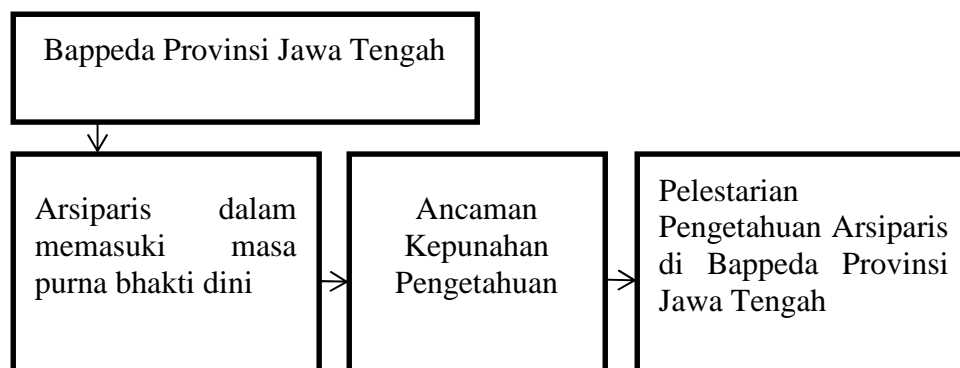 Bappeda Provinsi Jawa Tengah
Arsiparis dalam
memasuki masa
purna bhakti dini
Ancaman
Kepunahan
Pengetahuan
Pelestarian
Pengetahuan Arsiparis
di Bappeda Provinsi
Jawa Tengah